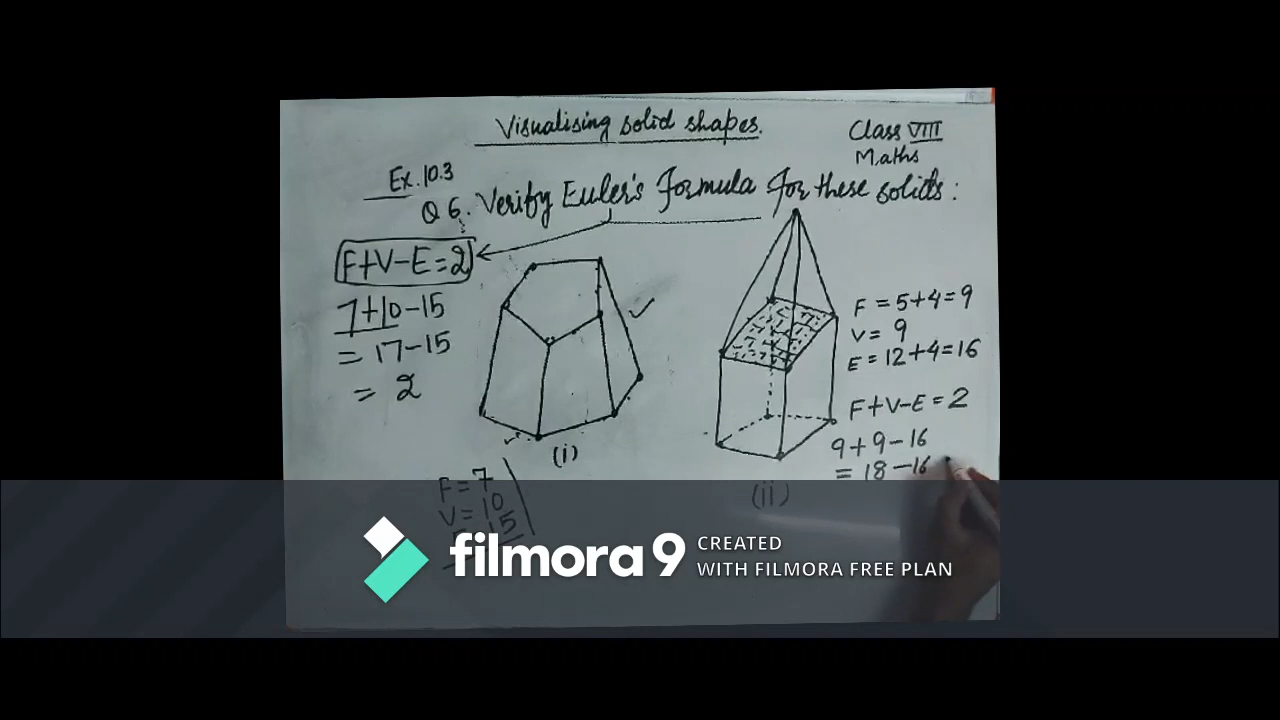 Visualising solid shapes.
Class VIII
Maths
Ex. 10.3
Q 6. Verify Euler's Formula For these solids:
F+V-E=2
7+10-15
= 17-15
= 2
(i)
F = 7
V = 10
15
F = 5+4=9
V = 9
E = 12+4=16
F+V-E = 2
9+9-16
= 18-16
(ii)
filmora 9
CREATED
WITH FILMORA FREE PLAN